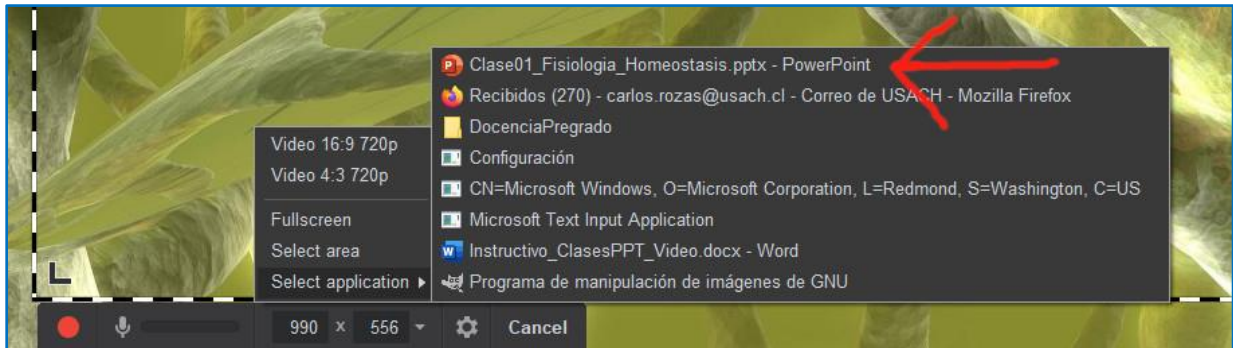 Clase01_Fisiologia_Homeostasis.pptx - PowerPoint
Recibidos (270) - carlos.rozas@usach.cl - Correo de USACH - Mozilla Firefox
DocenciaPregrado
Configuración
CN=Microsoft Windows, O=Microsoft Corporation, L=Redmond, S=Washington, C=US
Microsoft Text Input Application
Instructivo_ClasesPPT_Video.docx - Word
Programa de manipulación de imágenes de GNU
Video 16:9 720p
Video 4:3 720p
Fullscreen
Select area
Select application
990 x 556 Cancel